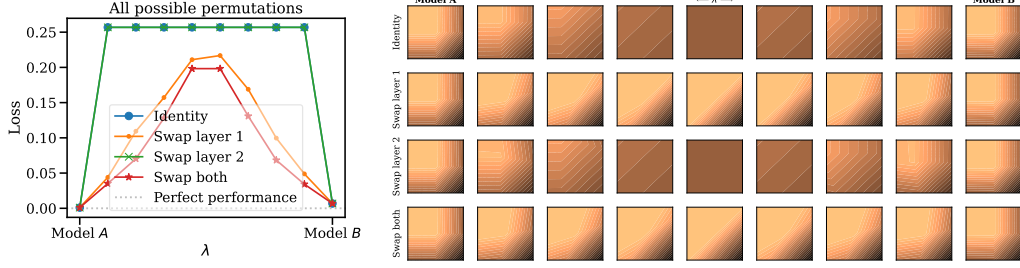 All possible permutations
Loss
0.25
0.20
0.15
0.10
0.05
0.00
Identity
Swap layer 1
Swap layer 2
Swap both
Perfect performance
Model A
Model B
λ
Model A
Model B
Identity
Swap layer 1
Swap layer 2
Swap both